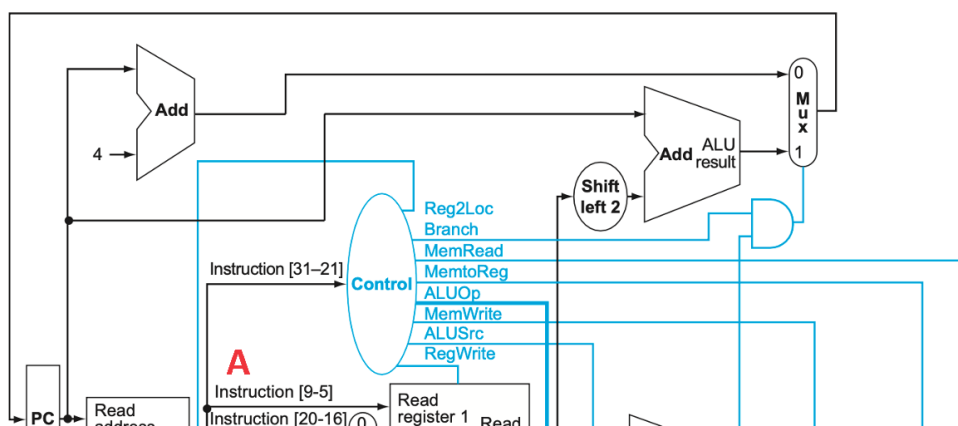 0
M
u
x
1
Add
4
Add
ALU
result
Shift
left 2
Reg2Loc
Branch
MemRead
MemtoReg
ALUOp
MemWrite
ALUSrc
RegWrite
Instruction [31–21]
Control
A
Instruction [9-5]
Instruction [20-16]
0
PC
Read
address
Read
register 1
Read